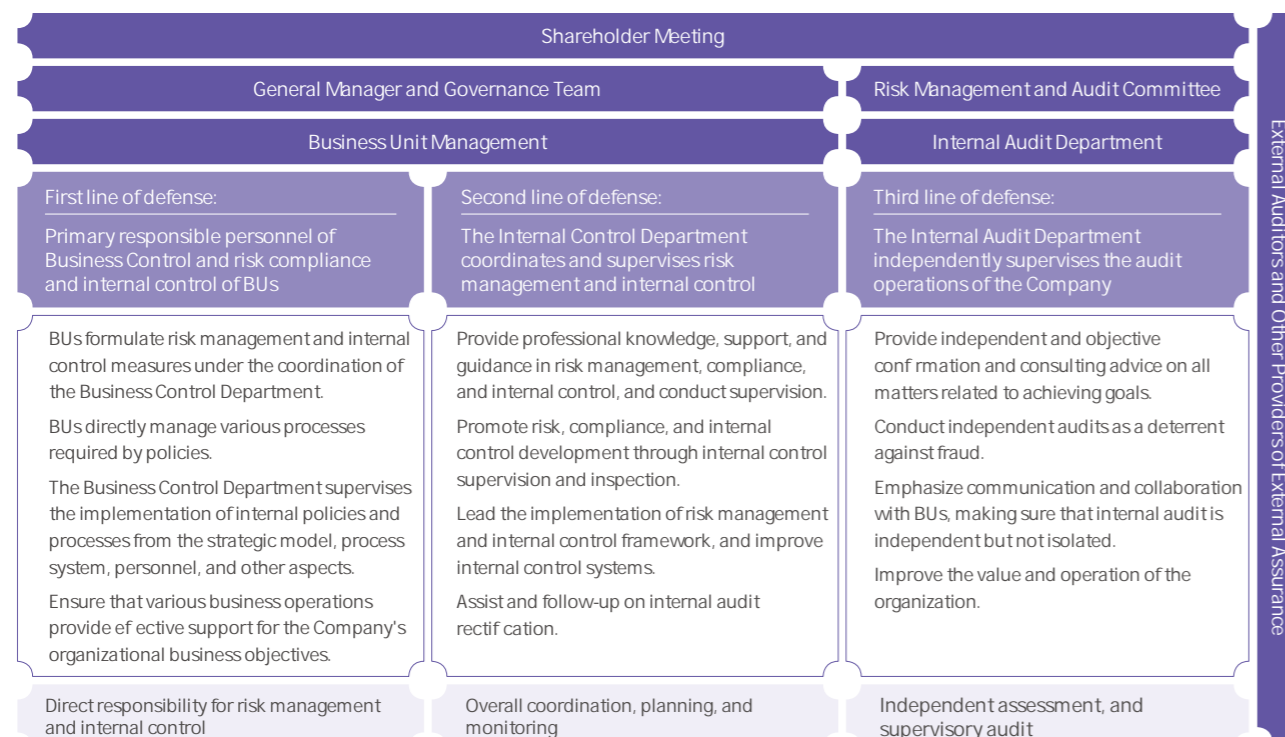 Shareholder Meeting
General Manager and Governance Team
Risk Management and Audit Committee
Business Unit Management
Internal Audit Department
First line of defense:
Primary responsible personnel of
Business Control and risk compliance
and internal control of BUs
Second line of defense:
The Internal Control Department
coordinates and supervises risk
management and internal control
Third line of defense:
The Internal Audit Department
independently supervises the audit
operations of the Company
BUs formulate risk management and internal
control measures under the coordination of
the Business Control Department.
BUs directly manage various processes
required by policies.
The Business Control Department supervises
the implementation of internal policies and
processes from the strategic model, process
system, personnel, and other aspects.
Ensure that various business operations
provide ef ective support for the Company's
organizational business objectives.
Provide professional knowledge, support, and
guidance in risk management, compliance,
and internal control, and conduct supervision.
Promote risk, compliance, and internal
control development through internal control
supervision and inspection.
Lead the implementation of risk management
and internal control framework, and improve
internal control systems.
Assist and follow-up on internal audit
rectif cation.
Provide independent and objective
conf rmation and consulting advice on all
matters related to achieving goals.
Conduct independent audits as a deterrent
against fraud.
Emphasize communication and collaboration
with BUs, making sure that internal audit is
independent but not isolated.
Improve the value and operation of the
organization.
Direct responsibility for risk management
and internal control
Overall coordination, planning, and
monitoring
Independent assessment, and
supervisory audit
External Auditors and Other Providers of External Assurance